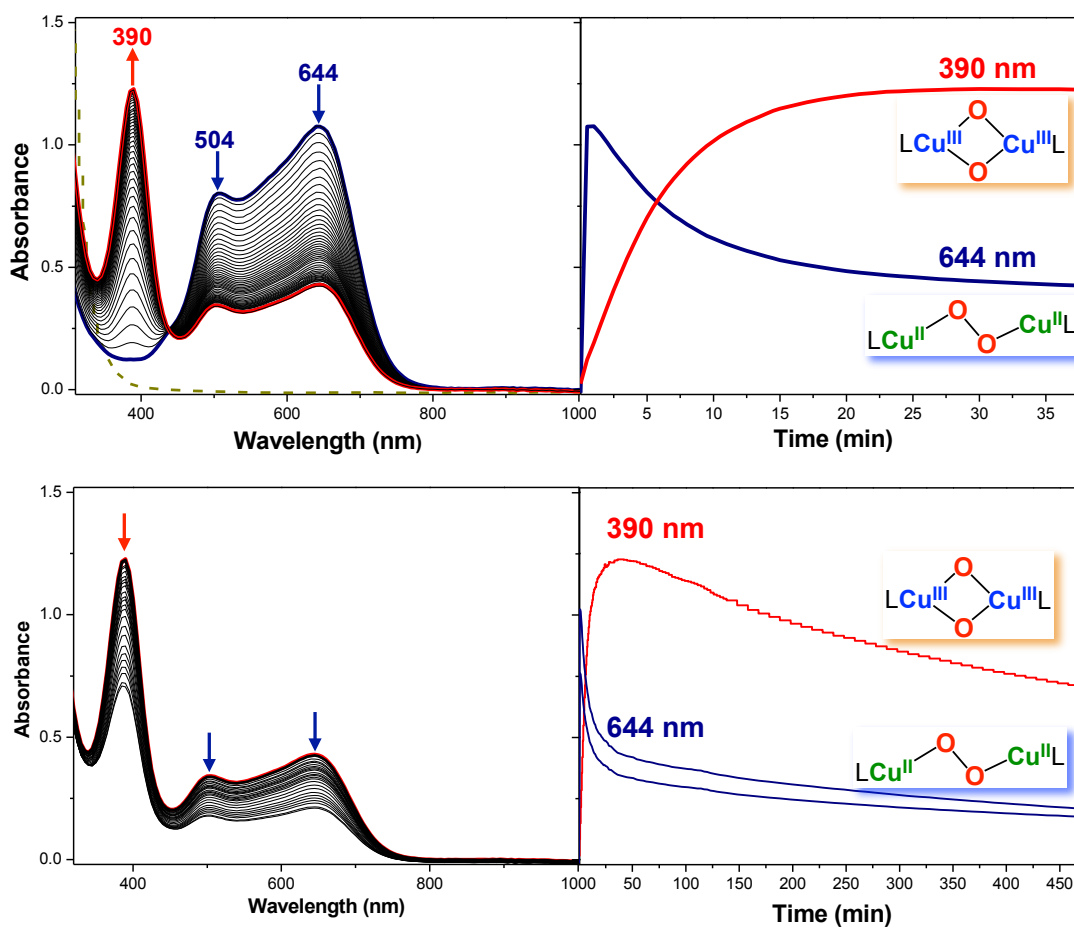 390
504
644
1.5
1.0
0.5
0.0
Absorbance
400
600
800
1000
Wavelength (nm)
390 nm
O
LCuIII CuIIIL
O
644 nm
O
LCuII CuIIL
O
5
10
15
20
25
30
35
Time (min)
1.5
1.0
0.5
0.0
Absorbance
400
600
800
1000
Wavelength (nm)
390 nm
O
LCuIII CuIIIL
O
644 nm
O
LCuII CuIIL
O
50
100
150
200
250
300
350
400
450
Time (min)